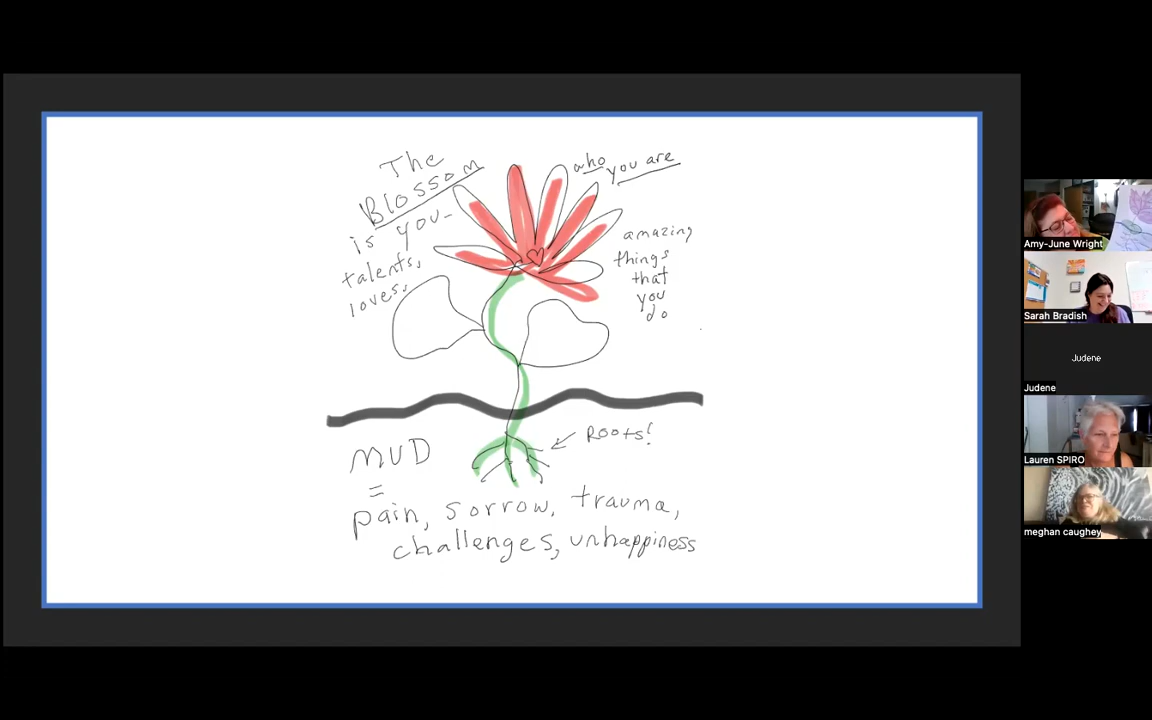 The
Blossom
is you-
talents,
loves,
who you are
amazing
things
that
you
do
Roots!
MUD
=
pain, sorrow, trauma,
challenges, unhappiness
Amy-June Wright
Sarah Bradish
Judene
Judene
Lauren SPIRO
meghan caughey